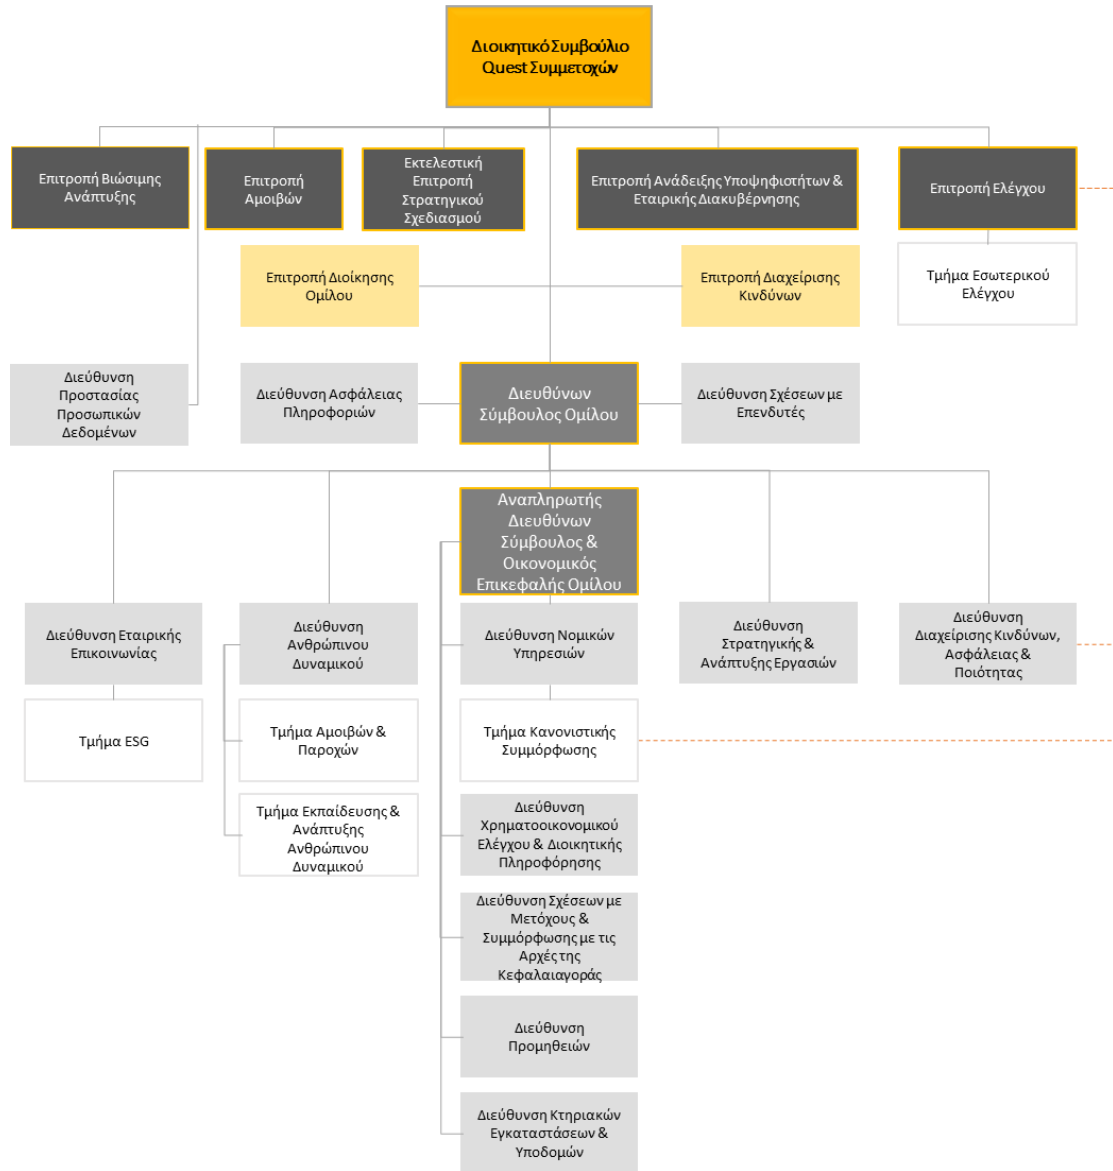 Διοικητικό Συμβούλιο
Quest Συμμετοχών
Επιτροπή Βιώσιμης
Ανάπτυξης
Επιτροπή
Αμοιβών
Εκτελεστική
Επιτροπή
Στρατηγικού
Σχεδιασμού
Επιτροπή Ανάδειξης Υποψηφιοτήτων &
Εταιρικής Διακυβέρνησης
Επιτροπή Ελέγχου
Επιτροπή Διοίκησης
Ομίλου
Επιτροπή Διαχείρισης
Κινδύνων
Τμήμα Εσωτερικού
Ελέγχου
Διεύθυνση
Προστασίας
Προσωπικών
Δεδομένων
Διεύθυνση Ασφάλειας
Πληροφοριών
Διευθύνων
Σύμβουλος Ομίλου
Διεύθυνση Σχέσεων με
Επενδυτές
Αναπληρωτής
Διευθύνων
Σύμβουλος &
Οικονομικός
Επικεφαλής Ομίλου
Διεύθυνση Εταιρικής
Επικοινωνίας
Διεύθυνση
Ανθρώπινου
Δυναμικού
Διεύθυνση Νομικών
Υπηρεσιών
Διεύθυνση
Στρατηγικής &
Ανάπτυξης Εργασιών
Διεύθυνση
Διαχείρισης Κινδύνων,
Ασφάλειας &
Ποιότητας
Τμήμα ESG
Τμήμα Αμοιβών &
Παροχών
Τμήμα Κανονιστικής
Συμμόρφωσης
Τμήμα Εκπαίδευσης &
Ανάπτυξης
Ανθρώπινου
Δυναμικού
Διεύθυνση
Χρηματοοικονομικού
Ελέγχου & Διοικητικής
Πληροφόρησης
Διεύθυνση Σχέσεων με
Μετόχους &
Συμμόρφωσης με τις
Αρχές της
Κεφαλαιαγοράς
Διεύθυνση
Προμηθειών
Διεύθυνση Κτηριακών
Εγκαταστάσεων &
Υποδομών